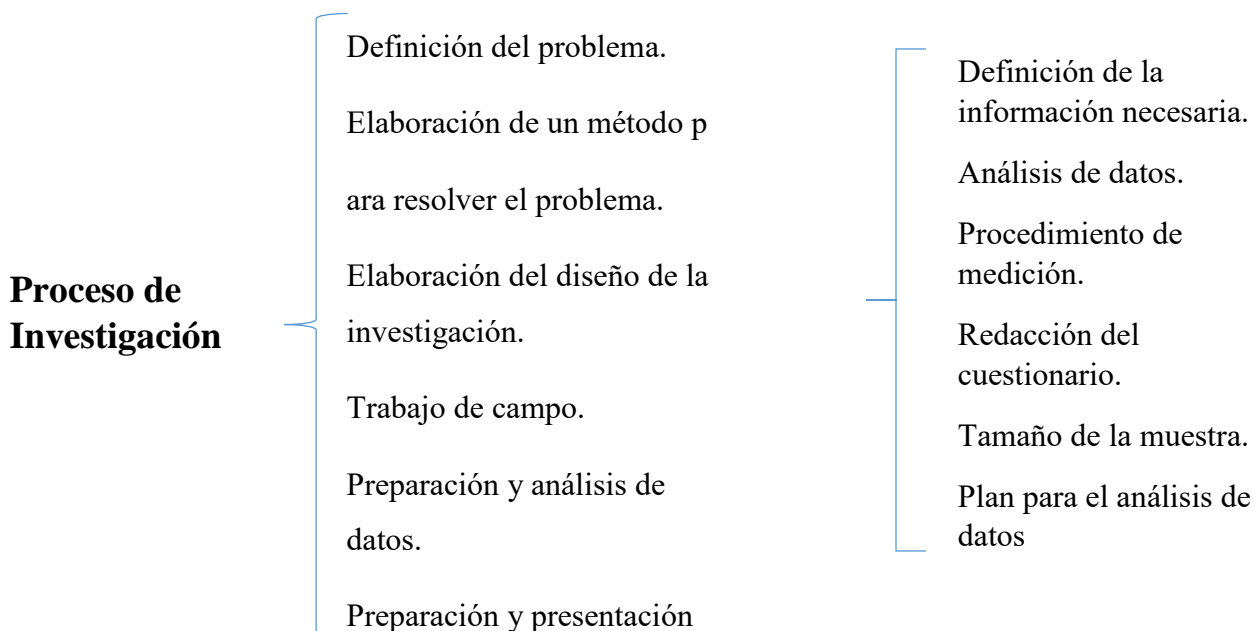 Proceso de
Investigación
Definición del problema.
Elaboración de un método p
ara resolver el problema.
Elaboración del diseño de la
investigación.
Trabajo de campo.
Preparación y análisis de
datos.
Preparación y presentación
Definición de la
información necesaria.
Análisis de datos.
Procedimiento de
medición.
Redacción del
cuestionario.
Tamaño de la muestra.
Plan para el análisis de
datos